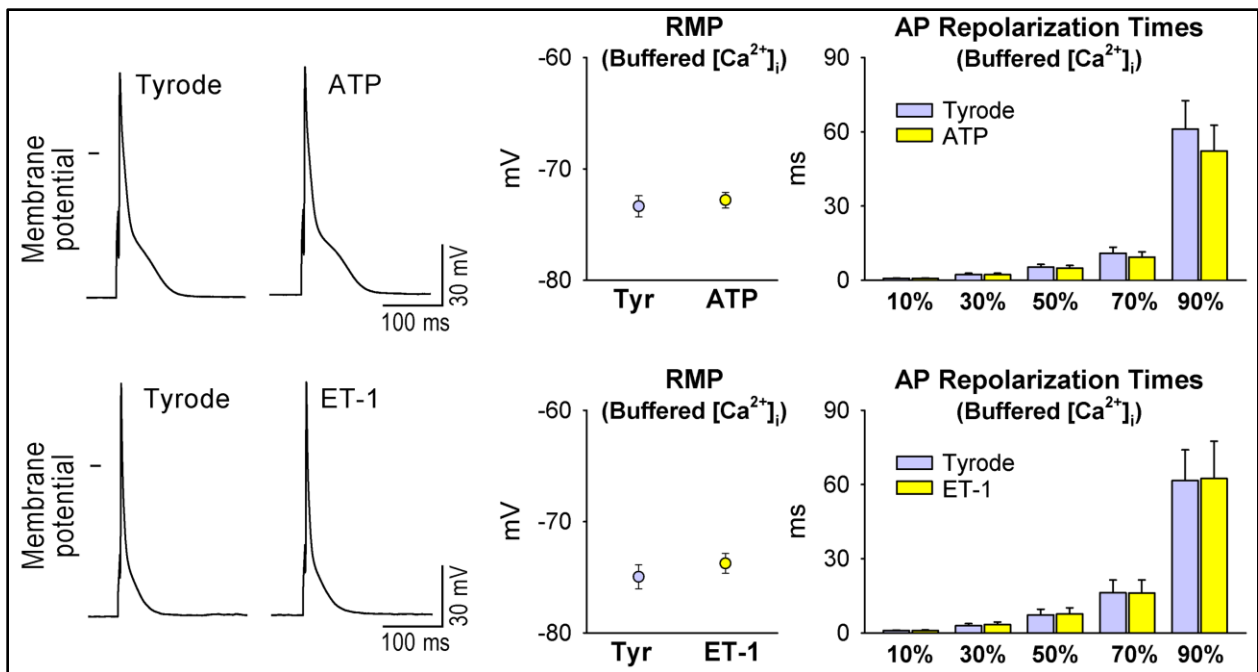 Tyrode
ATP
Membrane
potential
30 mV
100 ms
RMP
(Buffered [Ca2+]i)
-60
-70
-80
mV
Tyr
ATP
AP Repolarization Times
(Buffered [Ca2+]i)
90
60
30
0
ms
Tyrode
ATP
10%
30%
50%
70%
90%
Tyrode
ET-1
Membrane
potential
30 mV
100 ms
RMP
(Buffered [Ca2+]i)
-60
-70
-80
mV
Tyr
ET-1
AP Repolarization Times
(Buffered [Ca2+]i)
90
60
30
0
ms
Tyrode
ET-1
10%
30%
50%
70%
90%